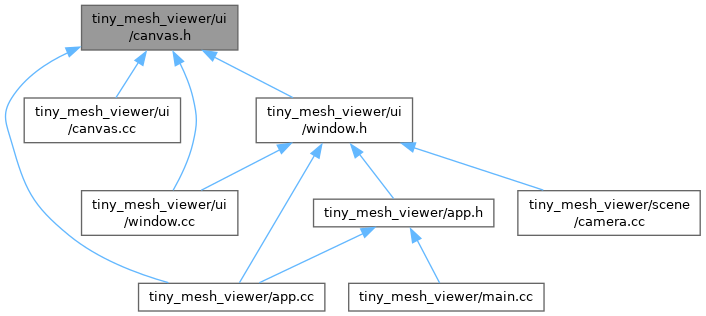 tiny_mesh_viewer/ui
/canvas.h
tiny_mesh_viewer/ui
/canvas.cc
tiny_mesh_viewer/ui
/window.h
tiny_mesh_viewer/ui
/window.cc
tiny_mesh_viewer/app.h
tiny_mesh_viewer/scene
/camera.cc
tiny_mesh_viewer/app.cc
tiny_mesh_viewer/main.cc